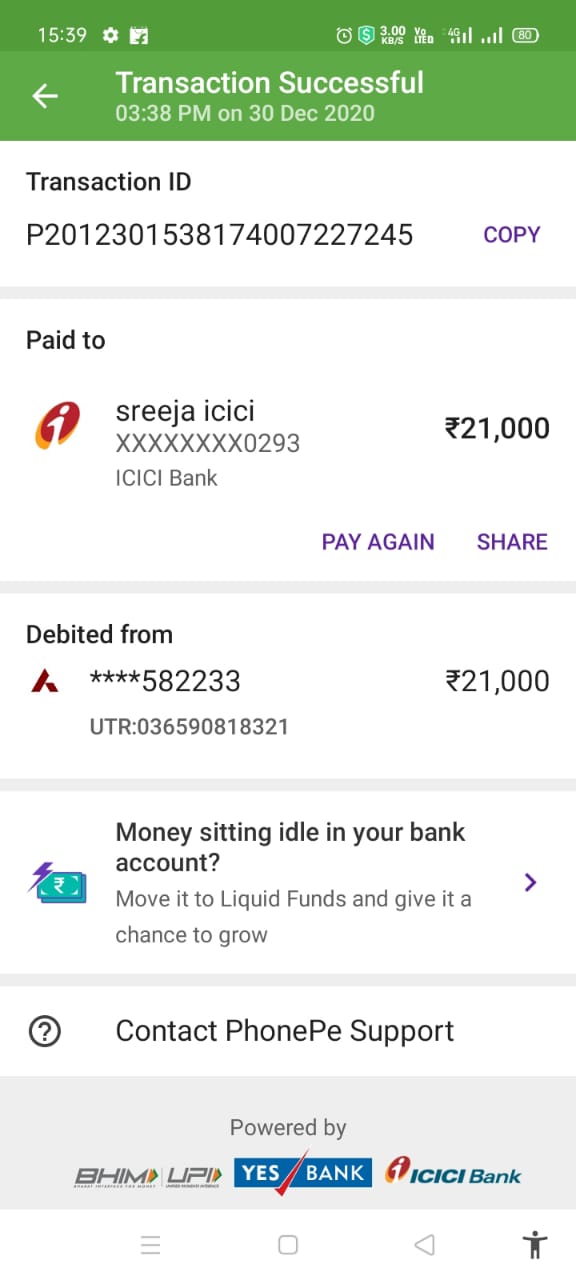 15:39 3.00 KB/S Vo LTED 4G 80
Transaction Successful
03:38 PM on 30 Dec 2020
Transaction ID
P2012301538174007227245 COPY
Paid to
sreeja icici
XXXXXXXX0293 ₹21,000
ICICI Bank
PAY AGAIN SHARE
Debited from
****582233 ₹21,000
UTR:036590818321
Money sitting idle in your bank
account?
Move it to Liquid Funds and give it a
chance to grow
Contact PhonePe Support
Powered by
BHIM UPI YES BANK ICICI Bank